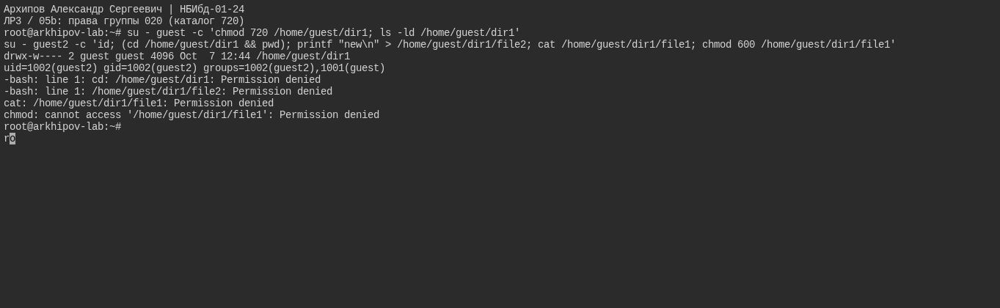 Архипов Александр Сергеевич | НБИбд-01-24
ЛР3 / 05b: права группы 020 (каталог 720)
root@arkhipov-lab:~# su - guest -c 'chmod 720 /home/guest/dir1; ls -ld /home/guest/dir1'
su - guest2 -c 'id; (cd /home/guest/dir1 && pwd); printf "new\n" > /home/guest/dir1/file2; cat /home/guest/dir1/file1; chmod 600 /home/guest/dir1/file1'
drwx-w---- 2 guest guest 4096 Oct  7 12:44 /home/guest/dir1
uid=1002(guest2) gid=1002(guest2) groups=1002(guest2),1001(guest)
-bash: line 1: cd: /home/guest/dir1: Permission denied
-bash: line 1: /home/guest/dir1/file2: Permission denied
cat: /home/guest/dir1/file1: Permission denied
chmod: cannot access '/home/guest/dir1/file1': Permission denied
root@arkhipov-lab:~#
ro